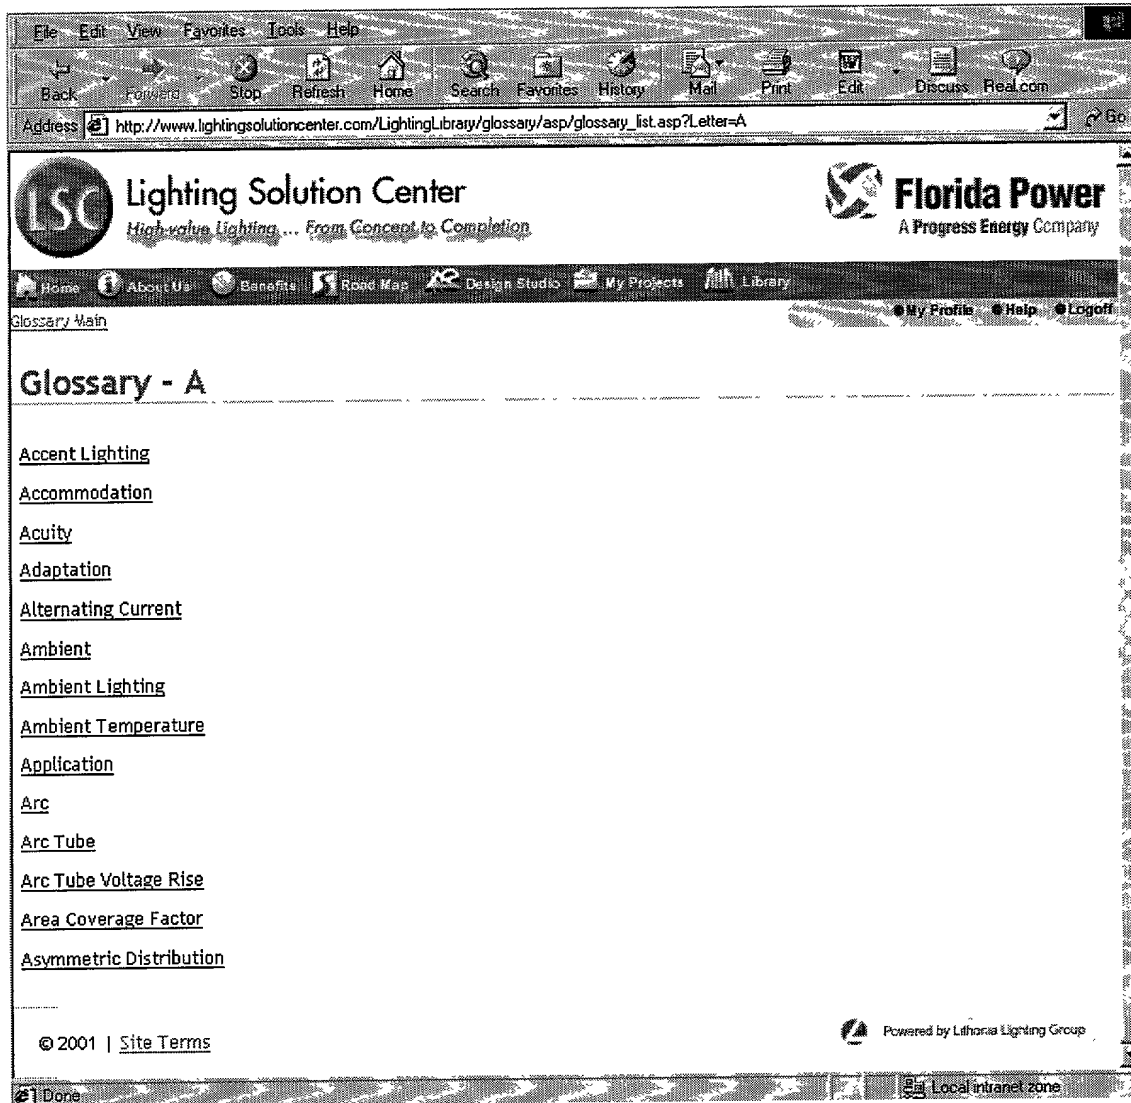 File Edit View Favorites Tools Help
Back Forward Stop Refresh Home Search Favorites History Mail Print Edit Discuss Real.com
Address http://www.lightingsolutioncenter.com/LightingLibrary/glossary/asp/glossary_list.asp?Letter=A Go
LSC Lighting Solution Center Florida Power
High-value Lighting ... From Concept to Completion A Progress Energy Company
Home About Us Benefits Road Map Design Studio My Projects Library
Glossary Main My Profile Help Logoff
Glossary - A
Accent Lighting
Accommodation
Acuity
Adaptation
Alternating Current
Ambient
Ambient Lighting
Ambient Temperature
Application
Arc
Arc Tube
Arc Tube Voltage Rise
Area Coverage Factor
Asymmetric Distribution
© 2001 | Site Terms Powered by Lithonia Lighting Group
Done Local intranet zone